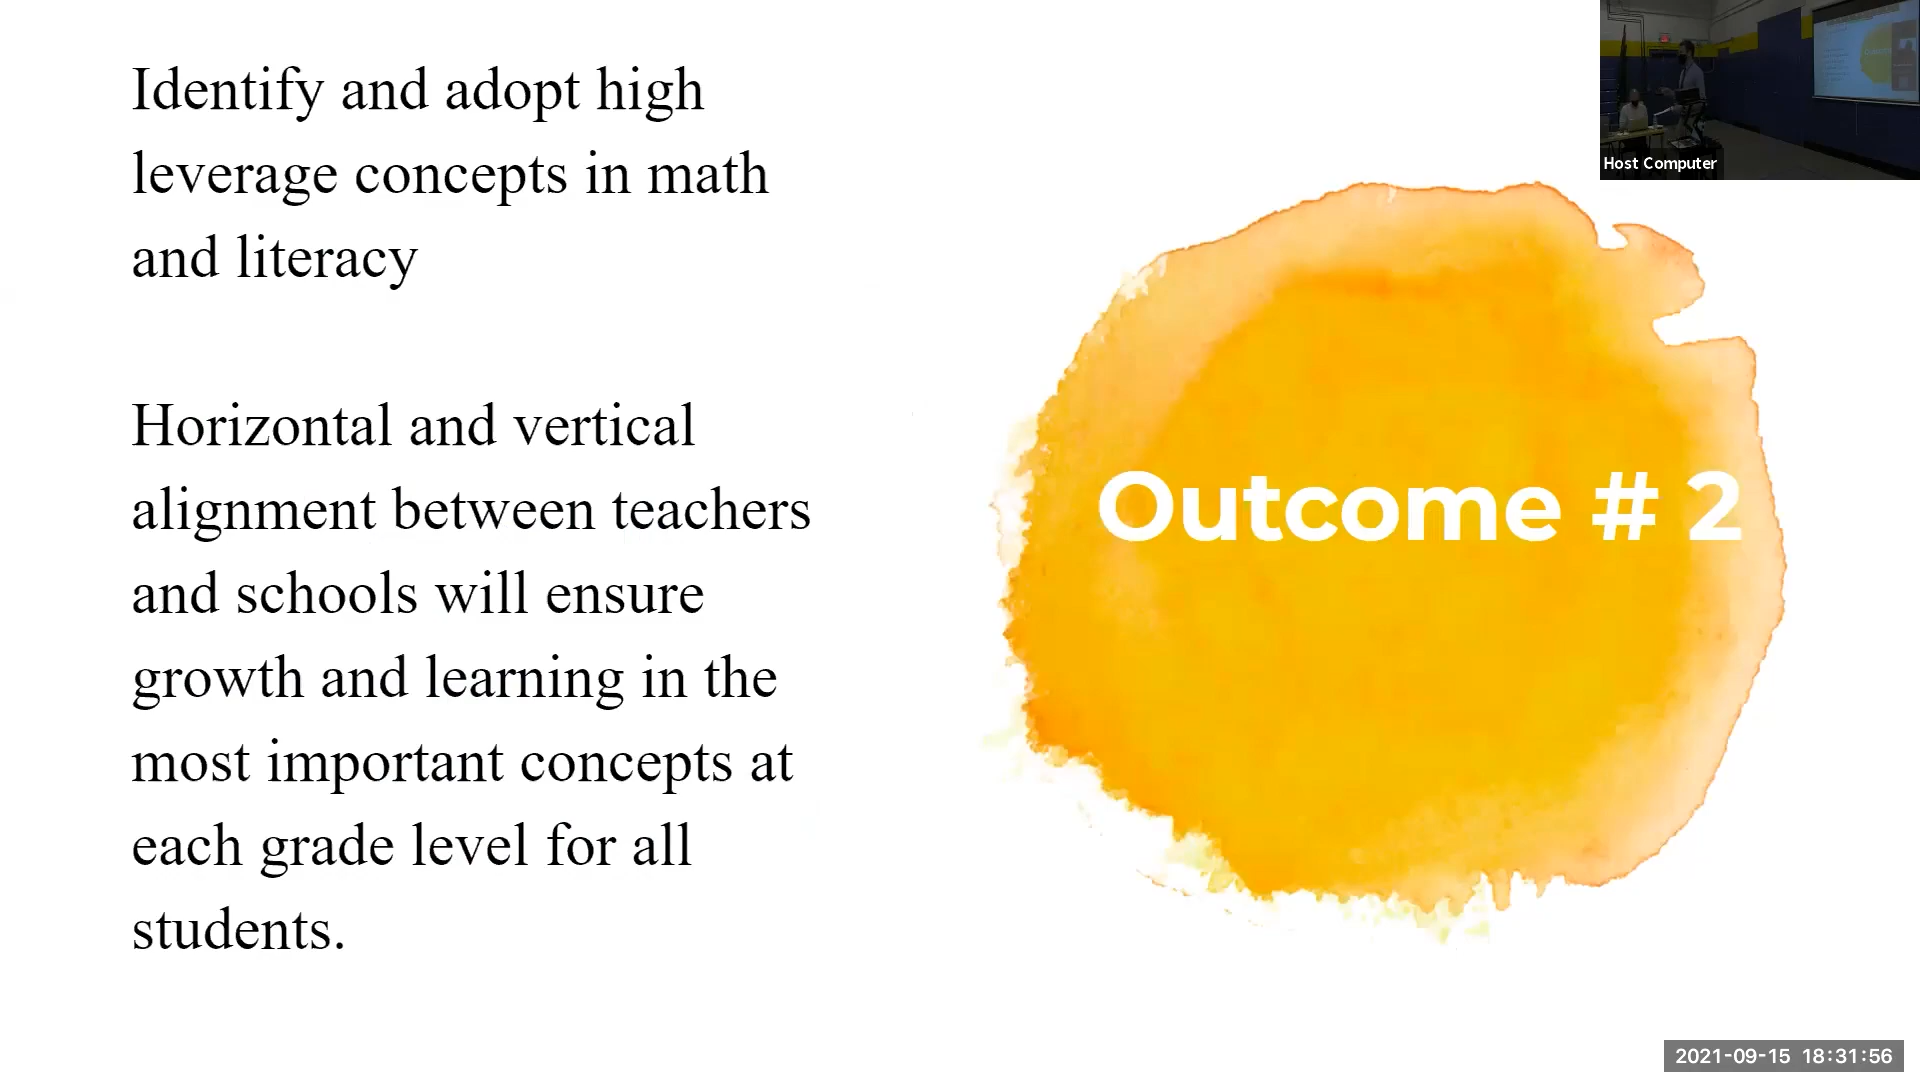 Identify and adopt high
leverage concepts in math
and literacy
Horizontal and vertical
alignment between teachers
and schools will ensure
growth and learning in the
most important concepts at
each grade level for all
students.
Outcome # 2
Host Computer
2021-09-15 18:31:56